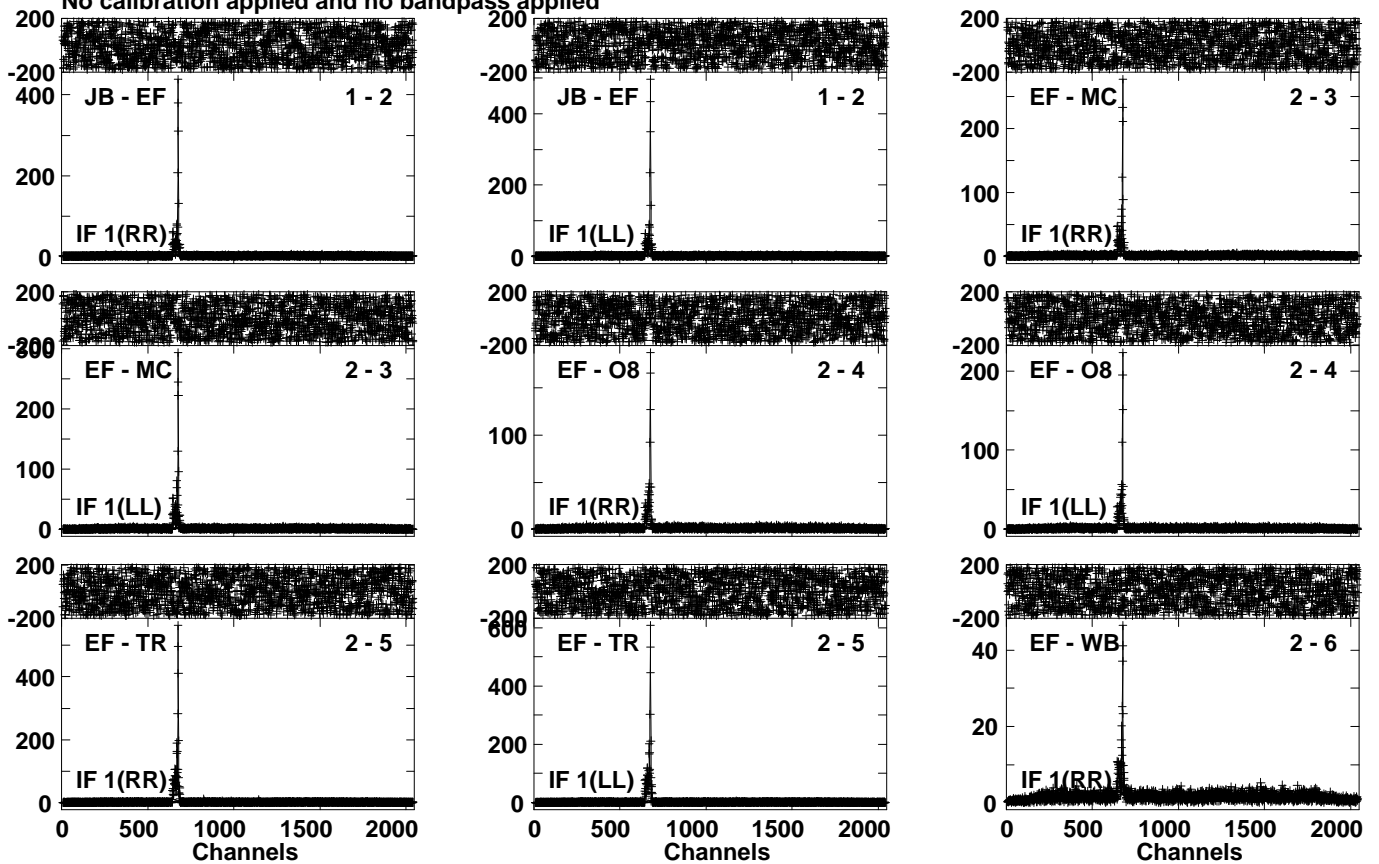 No calibration applied and no bandpass applied
200 200 200
-200 -200
JB - EF 1 - 2 JB - EF 1 - 2 EF - MC 2 - 3
400 400 200
200 200 100
IF 1(RR) IF 1(LL) IF 1(RR)
0 0 0
200 200 200
-200 -200 -200
300
EF - MC 2 - 3 EF - O8 2 - 4 EF - O8 2 - 4
200 100 200
100 100
IF 1(LL) IF 1(RR) IF 1(LL)
0 0 0
200 200 200
-200 -200 -200
600
EF - TR 2 - 5 EF - TR 2 - 5 EF - WB 2 - 6
400 400 40
200 200 20
IF 1(RR) IF 1(LL) IF 1(RR)
0 0 0
0 500 1000 1500 2000 0 500 1000 1500 2000 0 500 1000 1500 2000
Channels Channels Channels